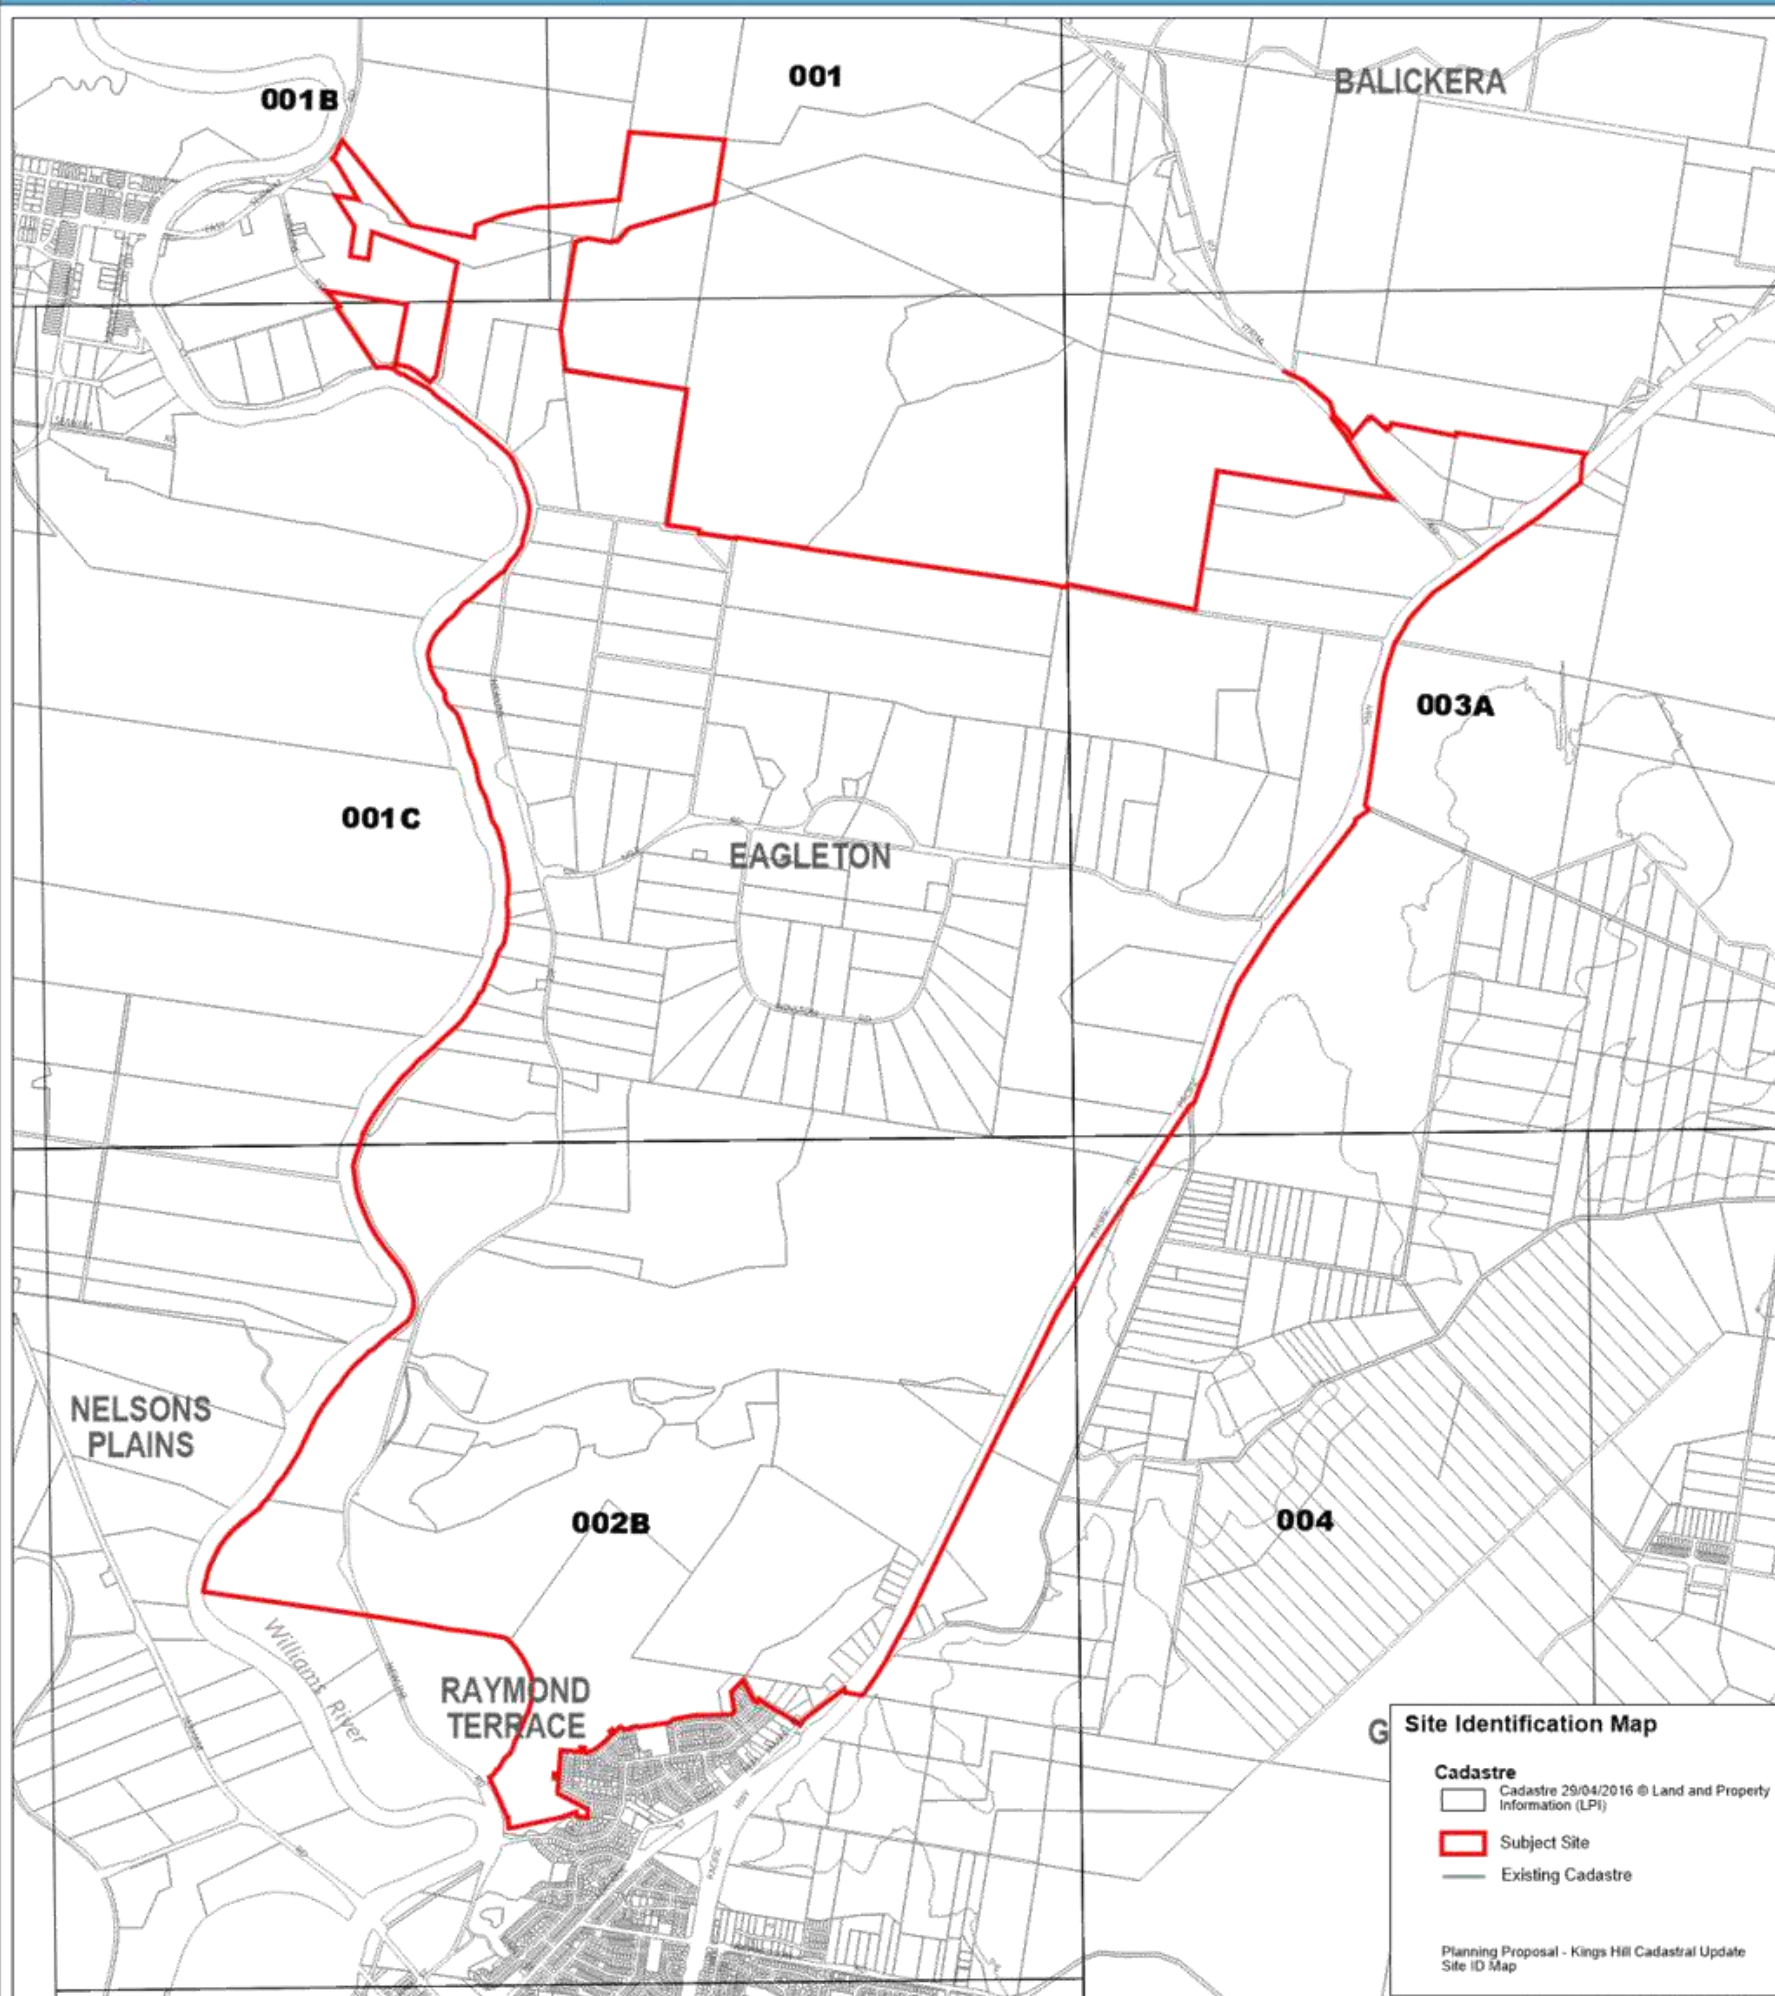 001B
001
BALICKERA
003A
001C
EAGLETON
NELSONS
PLAINS
002B
004
Williams River
RAYMOND
TERRACE
G
Site Identification Map
Cadastre
Cadastre 29/04/2016 © Land and Property
Information (LPI)
Subject Site
Existing Cadastre
Planning Proposal - Kings Hill Cadastral Update
Site ID Map